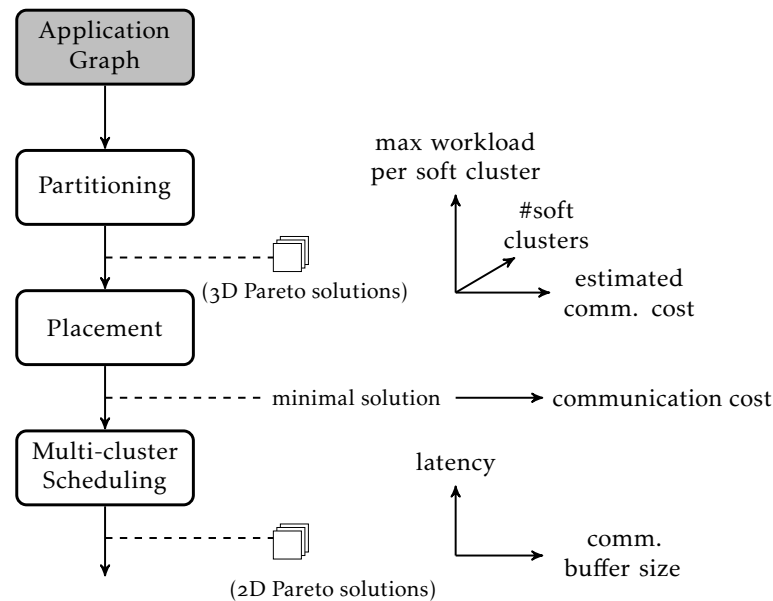 Application
Graph
max workload
per soft cluster
Partitioning
#soft
clusters
(3D Pareto solutions)
estimated
comm. cost
Placement
minimal solution
communication cost
Multi-cluster
Scheduling
latency
comm.
buffer size
(2D Pareto solutions)